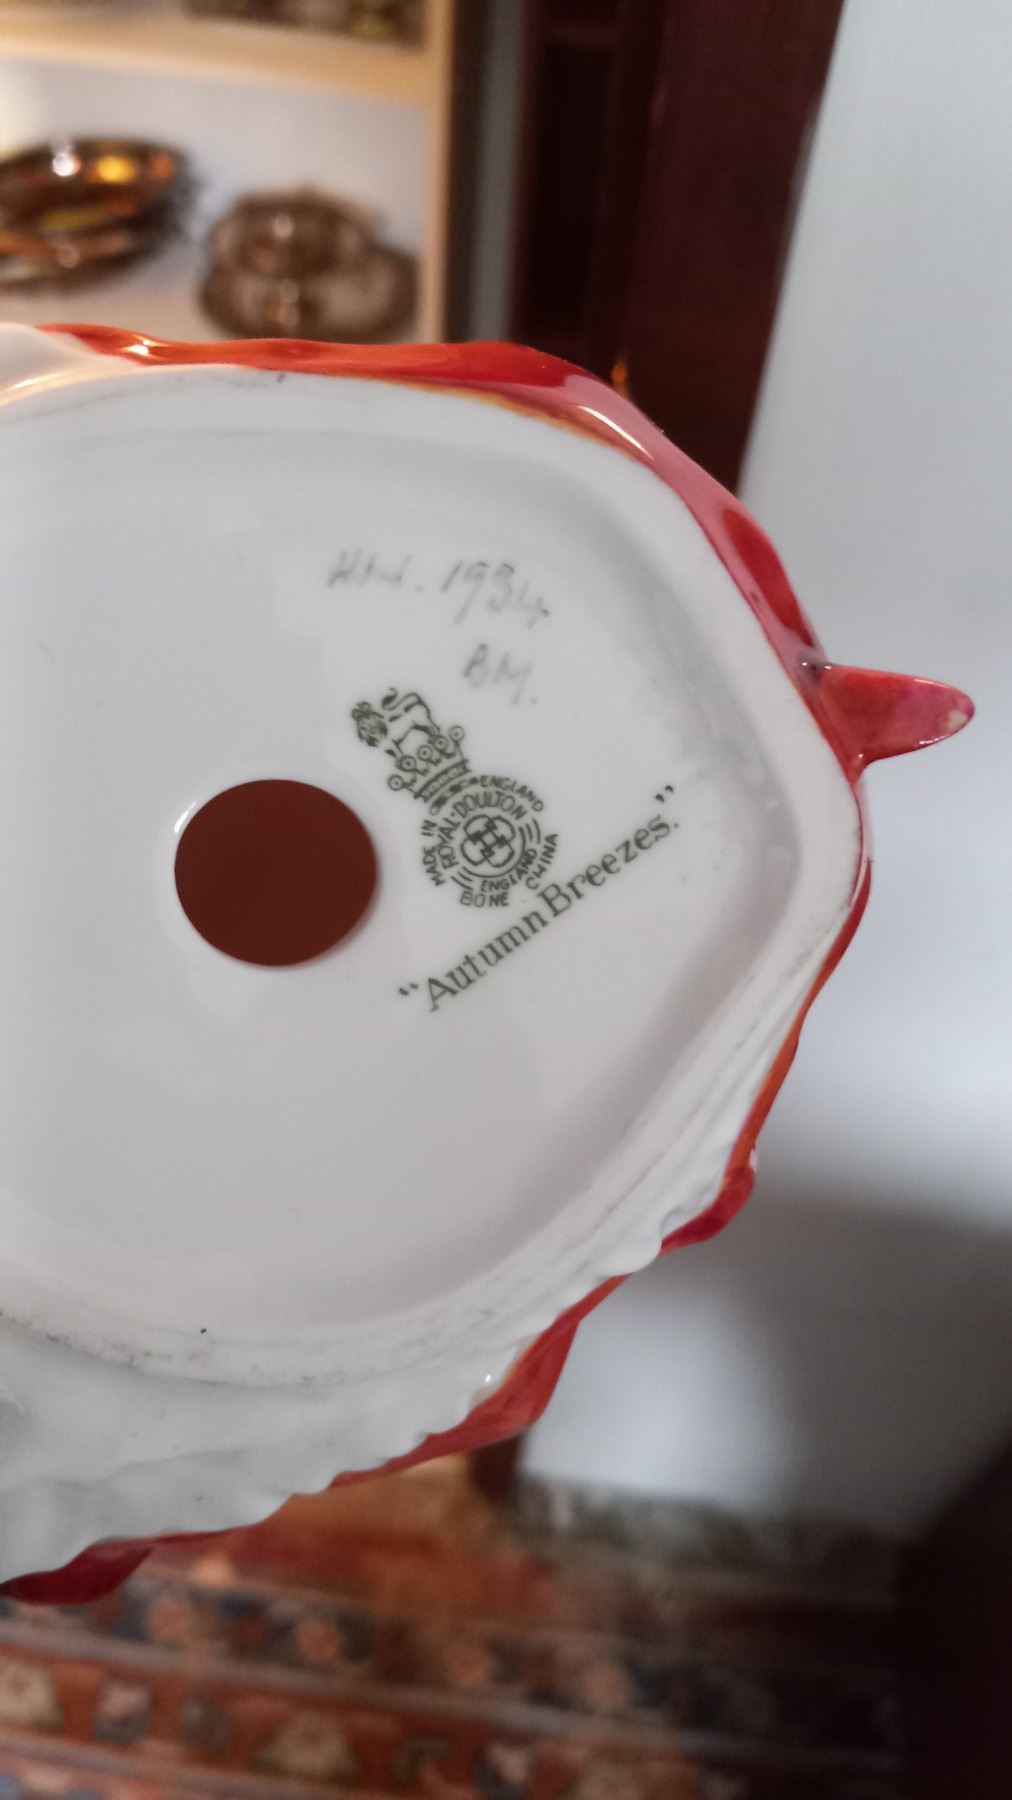 HN. 1934
BM.
MADE IN ENGLAND
ROYAL·DOULTON
ENGLAND
BONE CHINA
"Autumn Breezes."